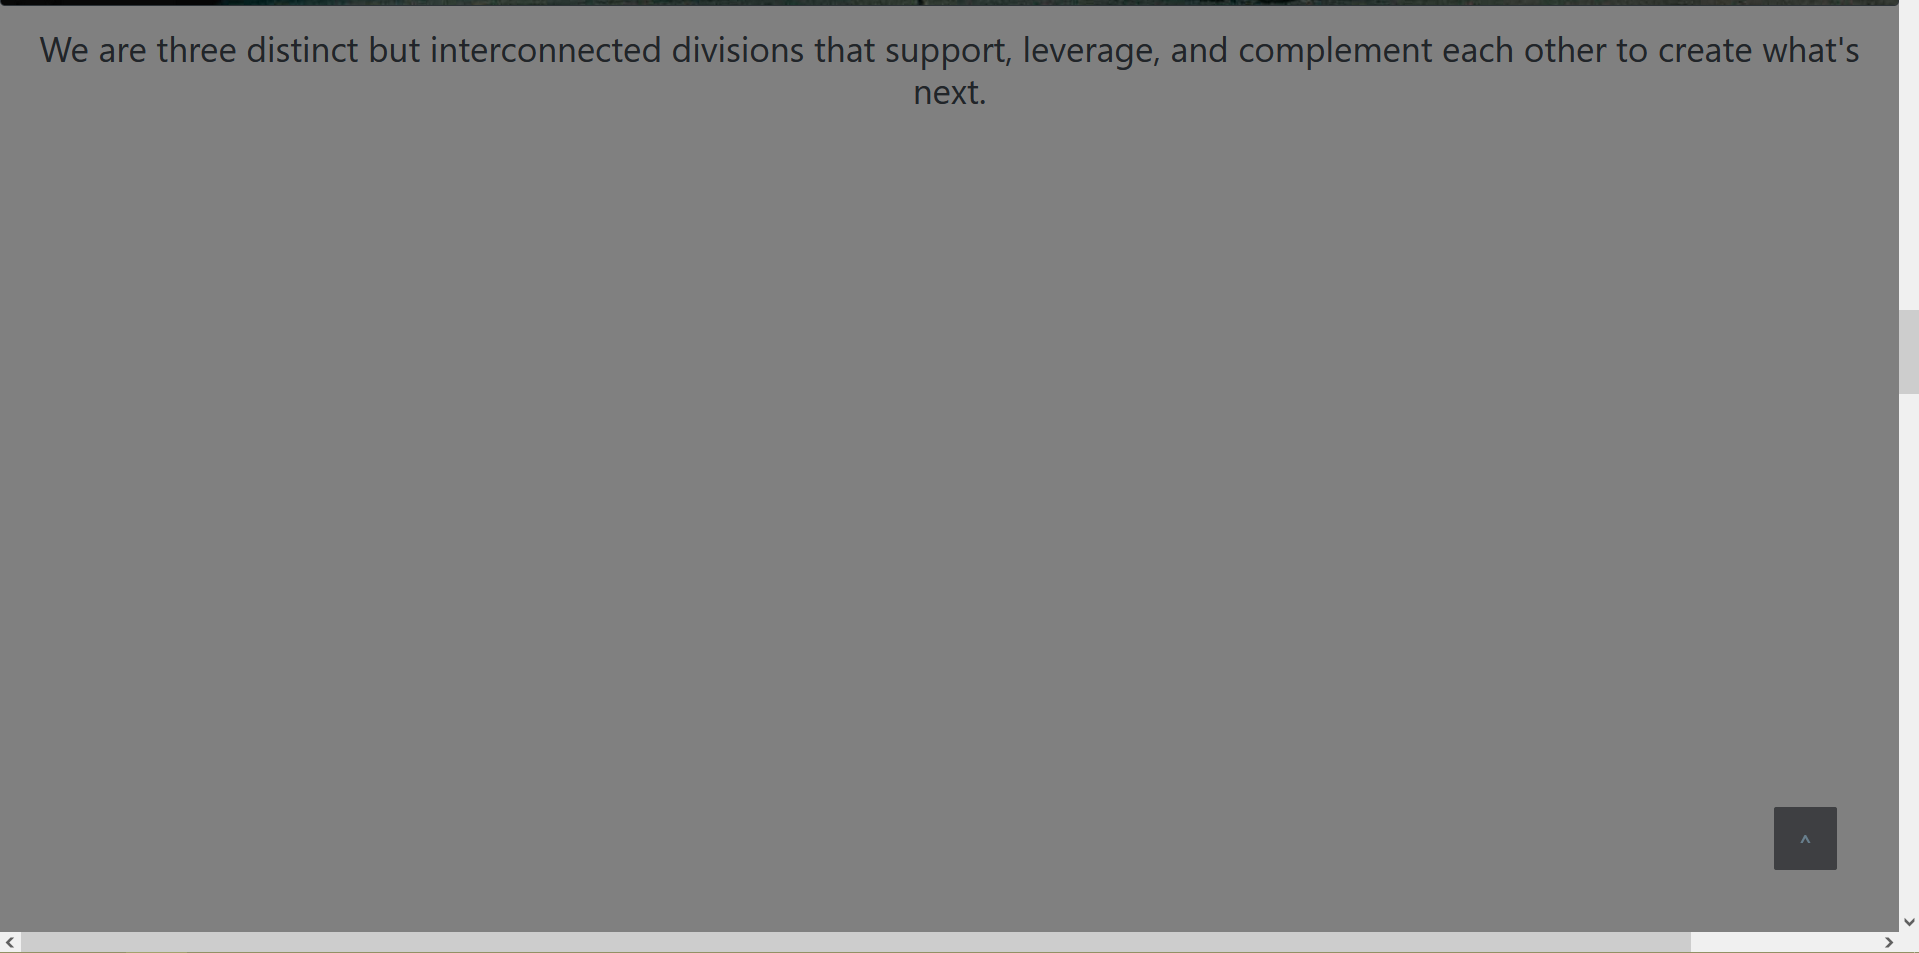 We are three distinct but interconnected divisions that support, leverage, and complement each other to create what's
next.
^